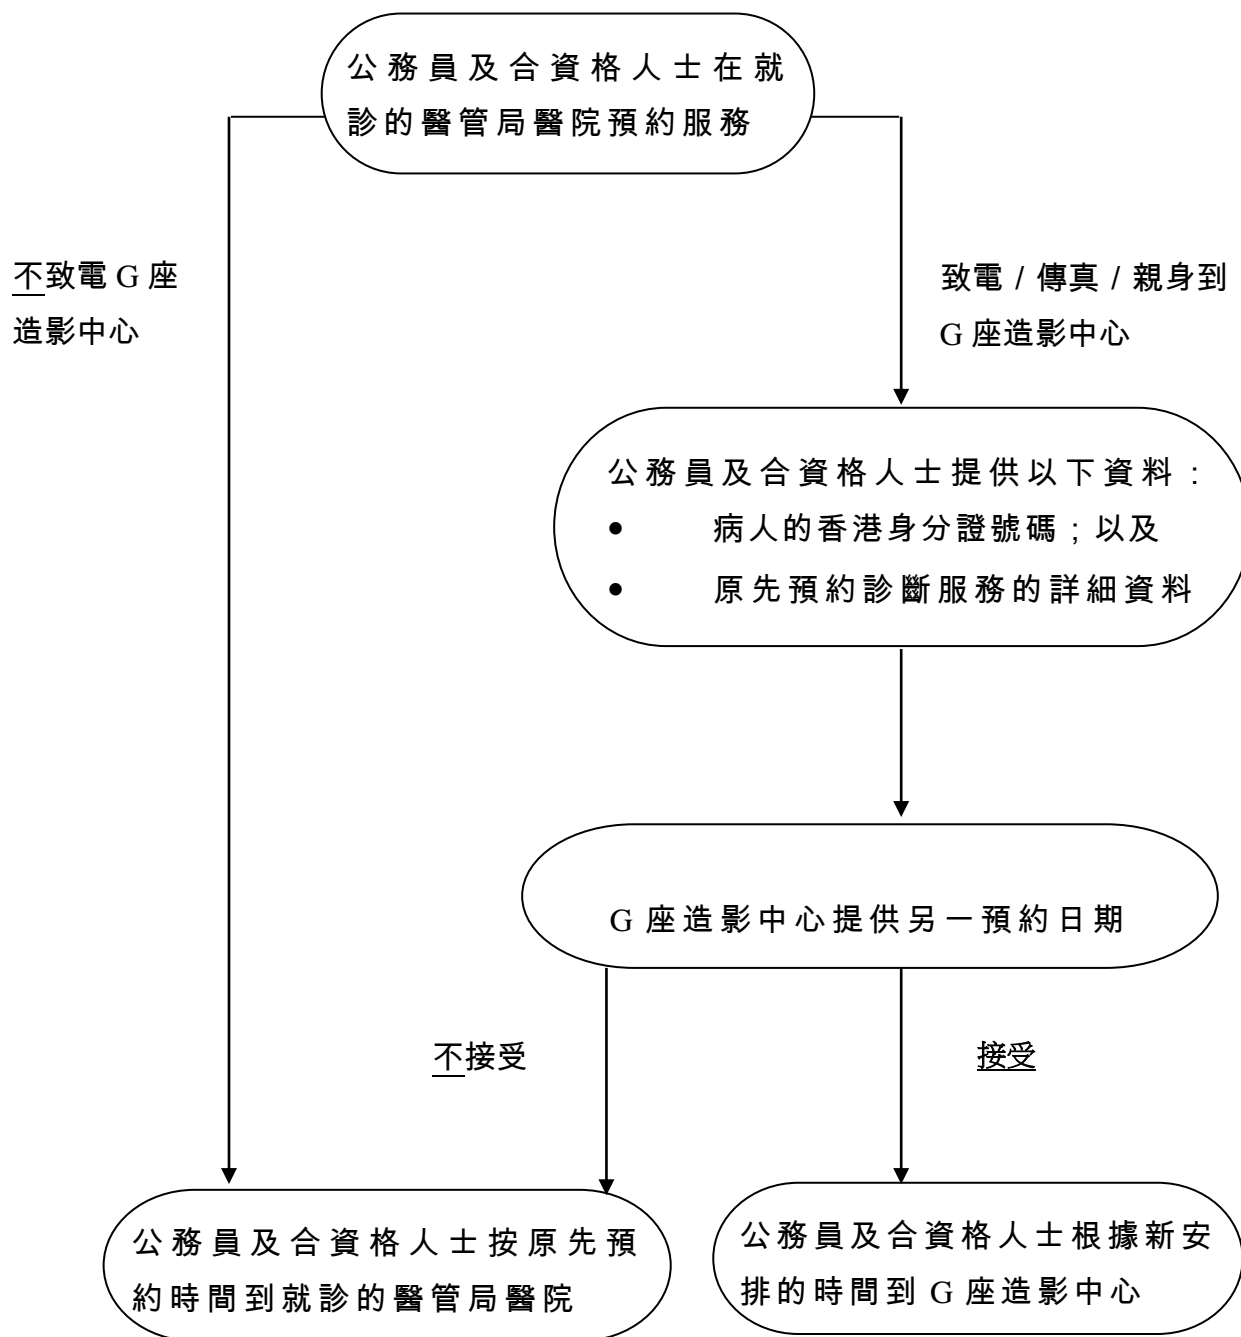 公務員及合資格人士在就
診的醫管局醫院預約服務
不致電 G 座
造影中心
致電 / 傳真 / 親身到
G 座造影中心
公務員及合資格人士提供以下資料：
● 病人的香港身分證號碼；以及
● 原先預約診斷服務的詳細資料
G 座造影中心提供另一預約日期
不接受
接受
公務員及合資格人士按原先預
約時間到就診的醫管局醫院
公務員及合資格人士根據新安
排的時間到 G 座造影中心